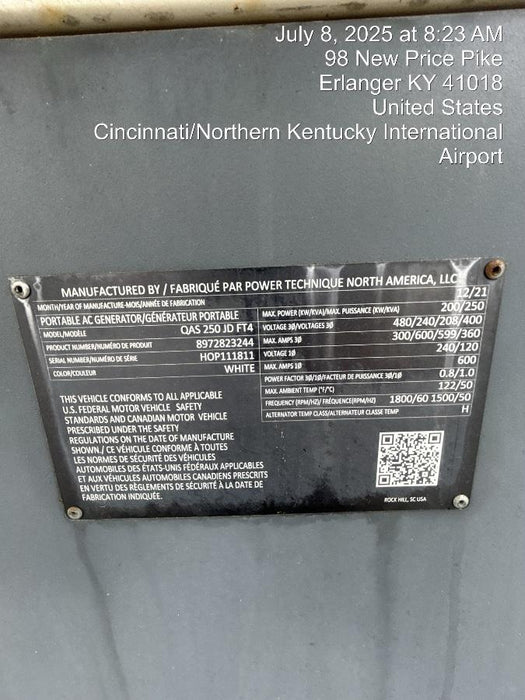 July 8, 2025 at 8:23 AM
98 New Price Pike
Erlanger KY 41018
United States
Cincinnati/Northern Kentucky International
Airport
MANUFACTURED BY / FABRIQUÉ PAR POWER TECHNIQUE NORTH AMERICA, LLC
MONTH/YEAR OF MANUFACTURE-MOIS/ANNÉE DE FABRICATION 12/21
PORTABLE AC GENERATOR/GÉNÉRATEUR PORTABLE
MODEL/MODÈLE QAS 250 JD FT4
PRODUCT NUMBER/NUMÉRO DE PRODUIT 8972823244
SERIAL NUMBER/NUMÉRO DE SÉRIE HOP111811
COLOR/COULEUR WHITE
MAX. POWER (KW/KVA)/MAX. PUISSANCE (KW/KVA) 200/250
VOLTAGE 3Ø/VOLTAGES 3Ø 480/240/208/400
MAX. AMPS 3Ø 300/600/599/360
VOLTAGE 1Ø 240/120
MAX. AMPS 1Ø 600
POWER FACTOR 3Ø/1Ø/FACTEUR DE PUISSANCE 3Ø/1Ø 0.8/1.0
MAX. AMBIENT TEMP (°F/°C) 122/50
FREQUENCY (RPM/HZ)/ FRÉQUENCE(RPM/HZ) 1800/60 1500/50
ALTERNATOR TEMP CLASS/ALTERNATEUR CLASSE TEMP H
THIS VEHICLE CONFORMS TO ALL APPLICABLE
U.S. FEDERAL MOTOR VEHICLE SAFETY
STANDARDS AND CANADIAN MOTOR VEHICLE
PRESCRIBED UNDER THE SAFETY
REGULATIONS ON THE DATE OF MANUFACTURE
SHOWN./ CE VÉHICULE CONFORME À TOUTES
LES NORMES DE SÉCURITÉ DES VÉHICULES
AUTOMOBILES DES ÉTATS-UNIS FÉDÉRAUX APPLICABLES
ET AUX VÉHICULES AUTOMOBILES CANADIENS PRESCRITS
EN VERTU DES RÈGLEMENTS DE SÉCURITÉ À LA DATE DE
FABRICATION INDIQUÉE.
ROCK HILL, SC USA